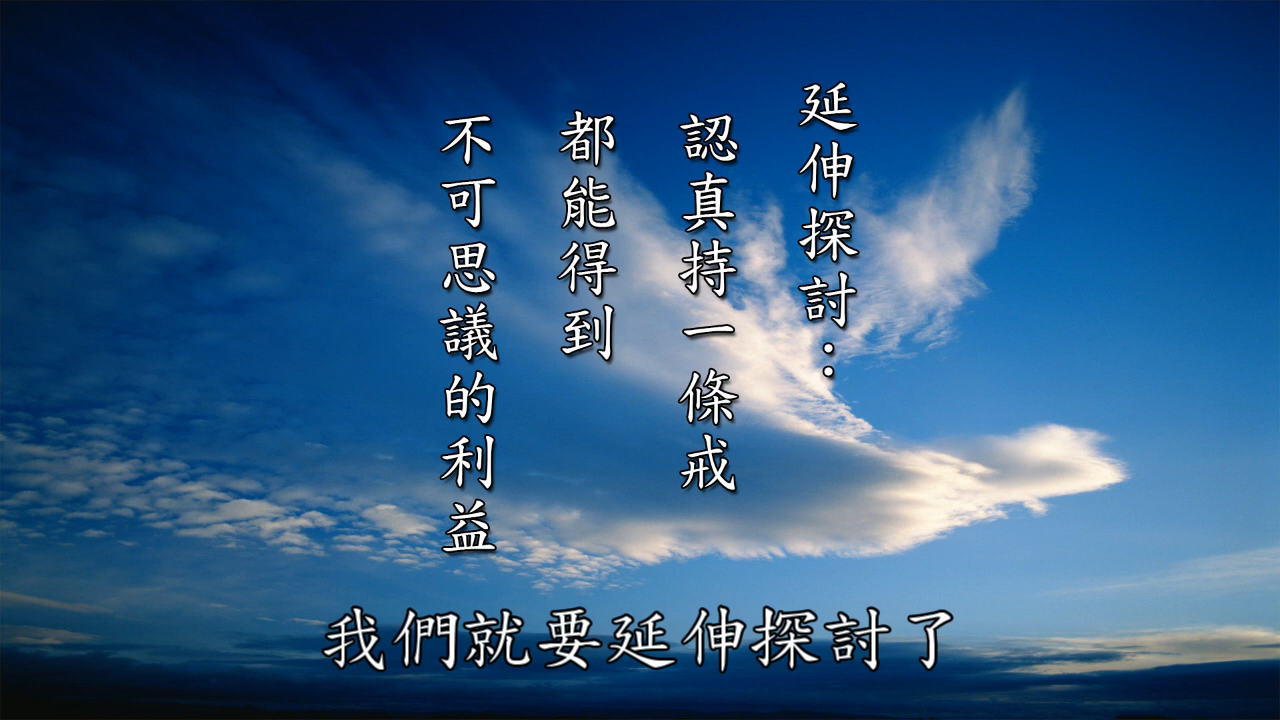 延伸探討：
認真持一條戒
都能得到
不可思議的利益
我們就要延伸探討了